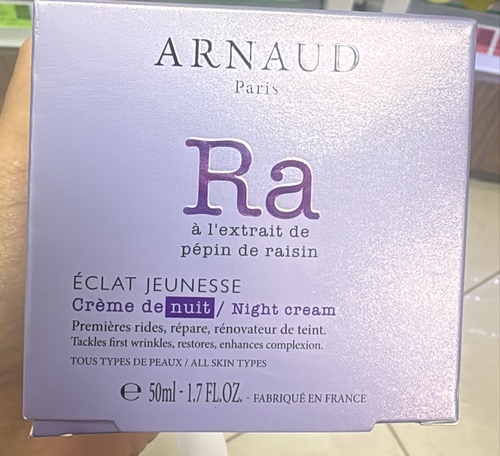 ARNAUD
Paris
Ra
à l'extrait de
pépin de raisin
ÉCLAT JEUNESSE
Crème de nuit / Night cream
Premières rides, répare, rénovateur de teint.
Tackles first wrinkles, restores, enhances complexion.
TOUS TYPES DE PEAUX / ALL SKIN TYPES
℮ 50ml - 1.7 FL.OZ. - FABRIQUÉ EN FRANCE